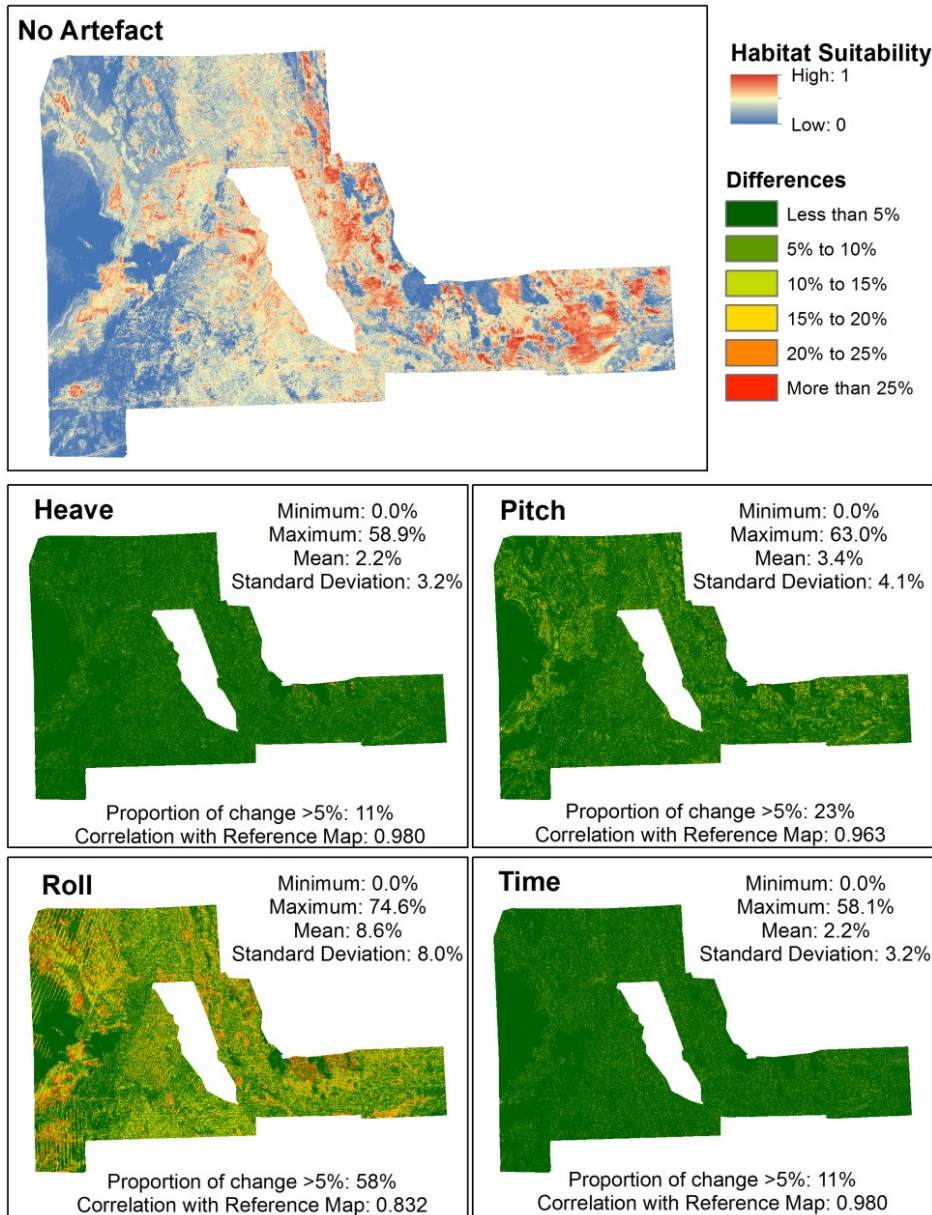 No Artefact
Habitat Suitability
High: 1
Low: 0
Differences
Less than 5%
5% to 10%
10% to 15%
15% to 20%
20% to 25%
More than 25%
Heave
Minimum: 0.0%
Maximum: 58.9%
Mean: 2.2%
Standard Deviation: 3.2%
Proportion of change >5%: 11%
Correlation with Reference Map: 0.980
Pitch
Minimum: 0.0%
Maximum: 63.0%
Mean: 3.4%
Standard Deviation: 4.1%
Proportion of change >5%: 23%
Correlation with Reference Map: 0.963
Roll
Minimum: 0.0%
Maximum: 74.6%
Mean: 8.6%
Standard Deviation: 8.0%
Proportion of change >5%: 58%
Correlation with Reference Map: 0.832
Time
Minimum: 0.0%
Maximum: 58.1%
Mean: 2.2%
Standard Deviation: 3.2%
Proportion of change >5%: 11%
Correlation with Reference Map: 0.980